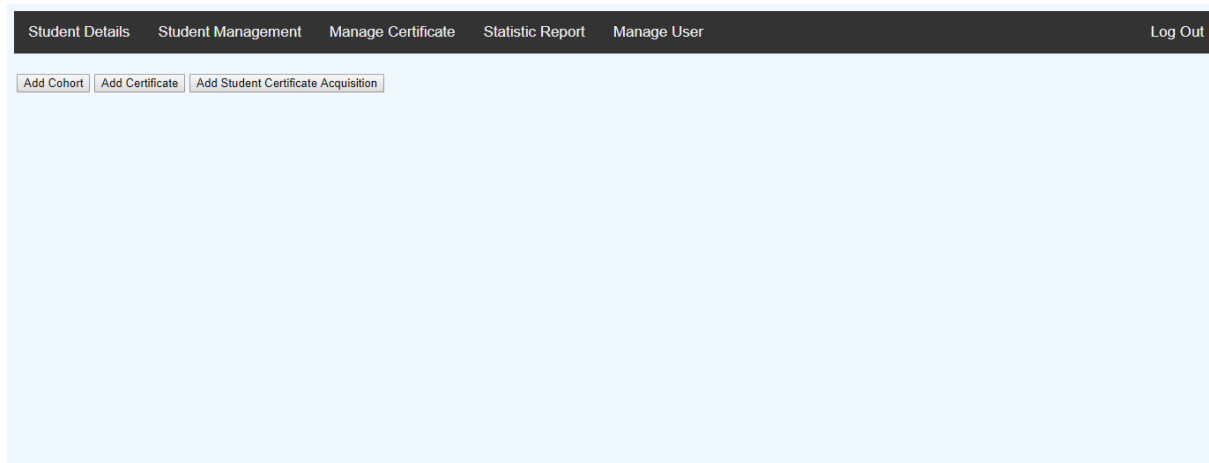 Student Details Student Management Manage Certificate Statistic Report Manage User Log Out
Add Cohort Add Certificate Add Student Certificate Acquisition